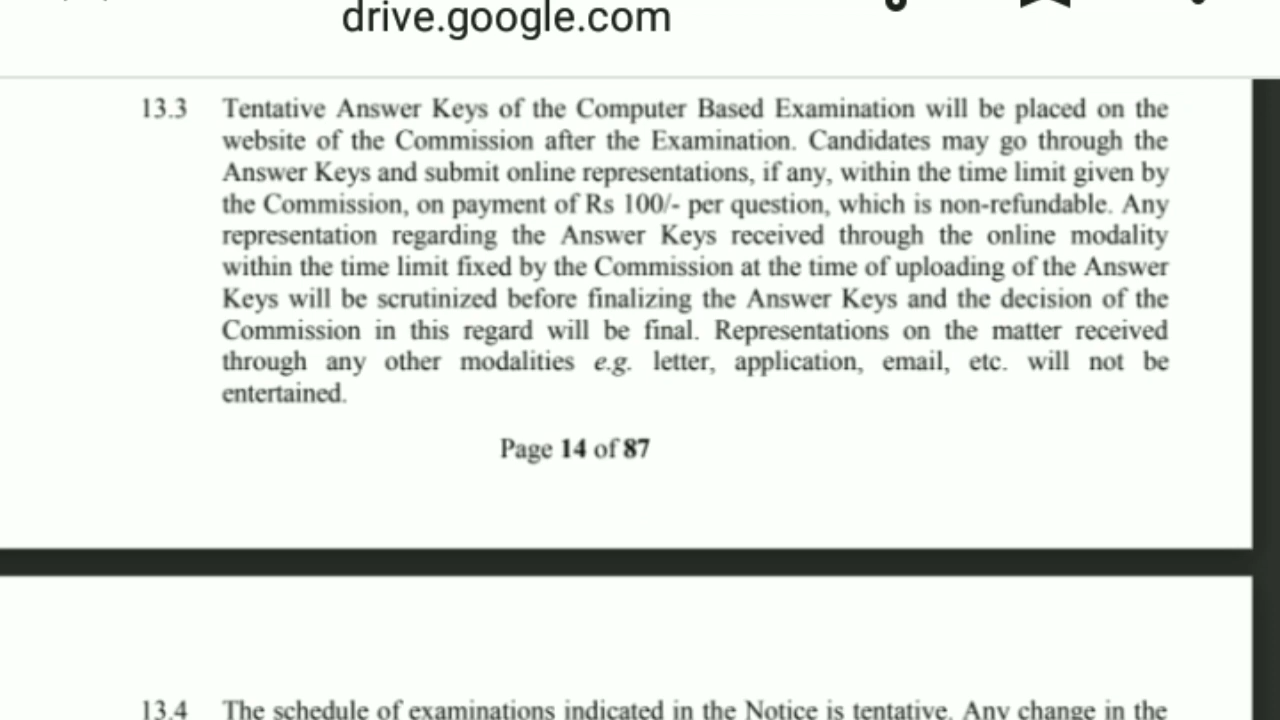 drive.google.com
13.3 Tentative Answer Keys of the Computer Based Examination will be placed on the
website of the Commission after the Examination. Candidates may go through the
Answer Keys and submit online representations, if any, within the time limit given by
the Commission, on payment of Rs 100/- per question, which is non-refundable. Any
representation regarding the Answer Keys received through the online modality
within the time limit fixed by the Commission at the time of uploading of the Answer
Keys will be scrutinized before finalizing the Answer Keys and the decision of the
Commission in this regard will be final. Representations on the matter received
through any other modalities e.g. letter, application, email, etc. will not be
entertained.
Page 14 of 87
13.4 The schedule of examinations indicated in the Notice is tentative. Any change in the